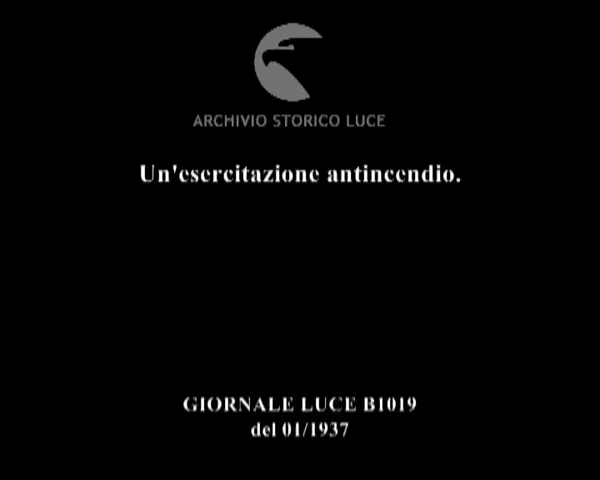 ARCHIVIO STORICO LUCE
Un'esercitazione antincendio.
GIORNALE LUCE B1019
del 01/1937